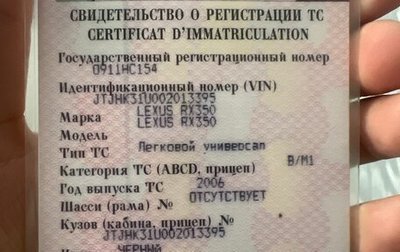 СВИДЕТЕЛЬСТВО О РЕГИСТРАЦИИ ТС
CERTIFICAT D'IMMATRICULATION
Государственный регистрационный номер
О911НС154
Идентификационный номер (VIN)
JTJHK31U002013395
Марка LEXUS RX350
Модель LEXUS RX350
Тип ТС Легковой универсал
Категория ТС (ABCD, прицеп) B/M1
Год выпуска ТС 2006
Шасси (рама) № ОТСУТСТВУЕТ
Кузов (кабина, прицеп) №
JTJHK31U002013395
ЧЕРНЫЙ